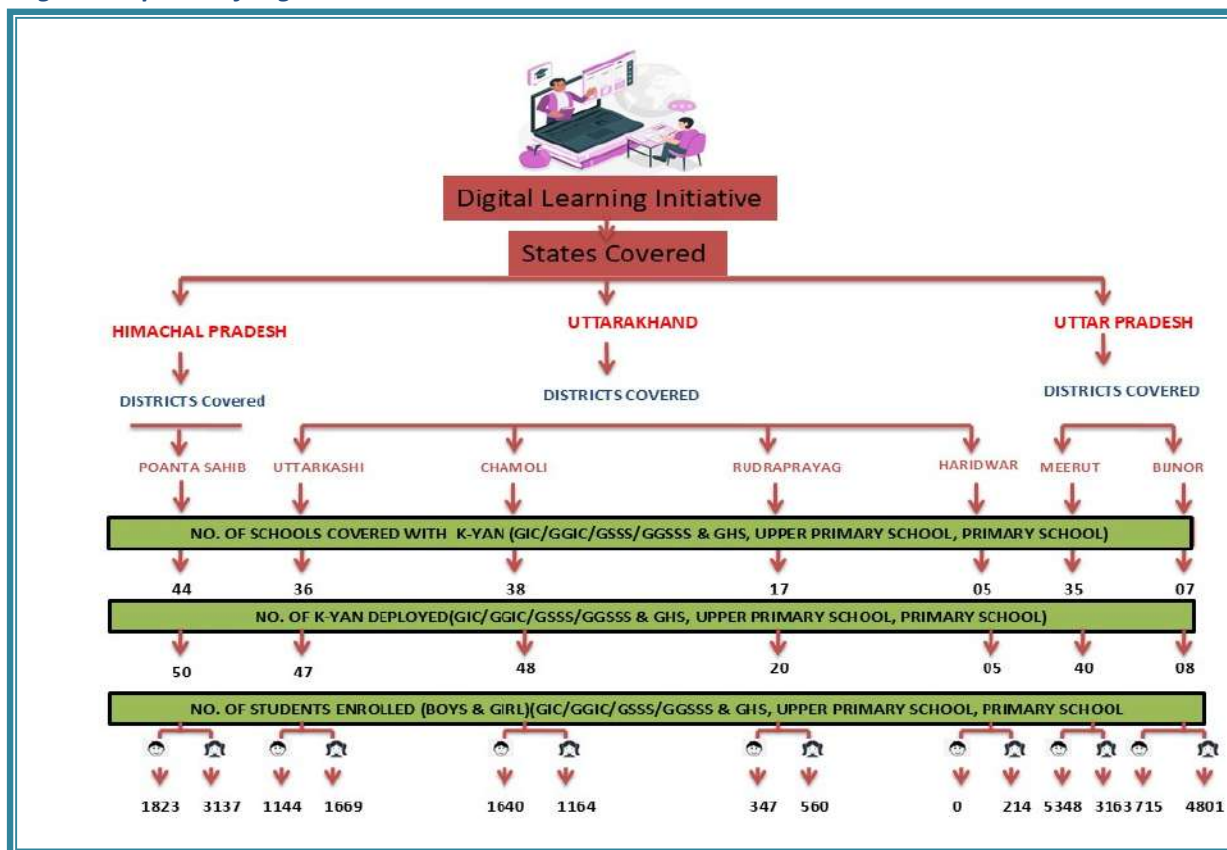 Digital Learning Initiative
States Covered
HIMACHAL PRADESH UTTARAKHAND UTTAR PRADESH
DISTRICTS Covered DISTRICTS COVERED DISTRICTS COVERED
POANTA SAHIB UTTARKASHI CHAMOLI RUDRAPRAYAG HARIDWAR MEERUT BIJNOR
NO. OF SCHOOLS COVERED WITH K-YAN (GIC/GGIC/GSSS/GGSSS & GHS, UPPER PRIMARY SCHOOL, PRIMARY SCHOOL)
44 36 38 17 05 35 07
NO. OF K-YAN DEPLOYED(GIC/GGIC/GSSS/GGSSS & GHS, UPPER PRIMARY SCHOOL, PRIMARY SCHOOL)
50 47 48 20 05 40 08
NO. OF STUDENTS ENROLLED (BOYS & GIRL)(GIC/GGIC/GSSS/GGSSS & GHS, UPPER PRIMARY SCHOOL, PRIMARY SCHOOL
1823 3137 1144 1669 1640 1164 347 560 0 214 5348 3163 715 4801